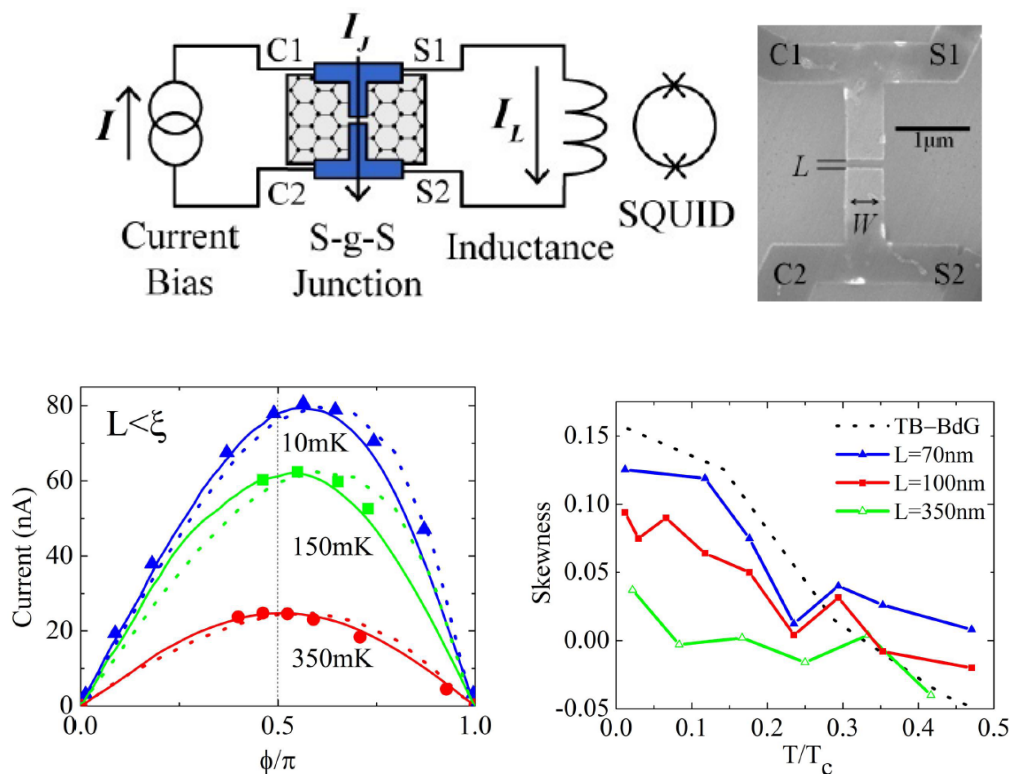 I
C1
I_J
S1
I_L
C2
S2
Current
Bias
S-g-S
Junction
Inductance
SQUID
C1
S1
1μm
L
W
C2
S2
L<ξ
10mK
150mK
350mK
80
60
40
20
0
Current (nA)
0.0
0.5
1.0
ϕ/π
TB–BdG
L=70nm
L=100nm
L=350nm
0.15
0.10
0.05
0.00
-0.05
Skewness
0.0
0.1
0.2
0.3
0.4
0.5
T/T_c